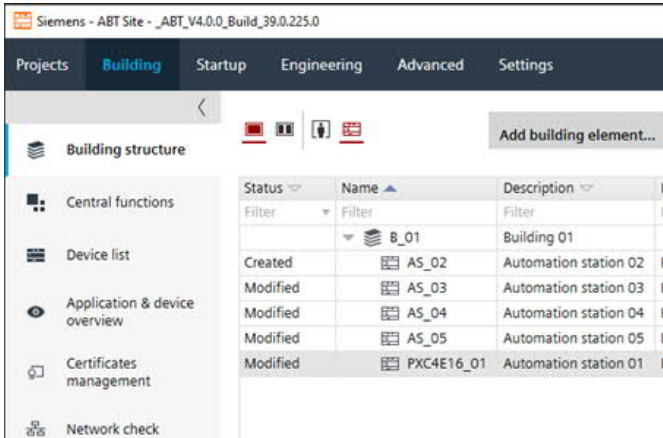 Siemens - ABT Site - _ABT_V4.0.0_Build_39.0.225.0
Projects Building Startup Engineering Advanced Settings
Building structure
Central functions
Device list
Application & device
overview
Certificates
management
Network check
Add building element...
Status Name Description
Filter Filter Filter
B_01 Building 01
Created AS_02 Automation station 02
Modified AS_03 Automation station 03
Modified AS_04 Automation station 04
Modified AS_05 Automation station 05
Modified PXC4E16_01 Automation station 01